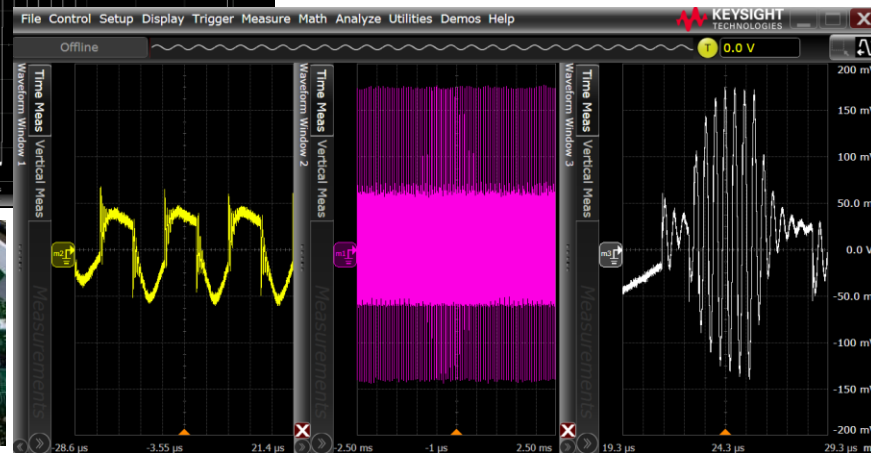 File Control Setup Display Trigger Measure Math Analyze Utilities Demos Help
KEYSIGHT
TECHNOLOGIES
Offline
T 0.0 V
Waveform Window 1
Time Meas
Vertical Meas
Measurements
m2
-28.6 µs -3.55 µs 21.4 µs
Waveform Window 2
Time Meas
Vertical Meas
Measurements
m1
-2.50 ms -1 µs 2.50 ms
Waveform Window 3
Time Meas
Vertical Meas
Measurements
m3
19.3 µs 24.3 µs 29.3 µs
200 mV
150 mV
100 mV
50.0 m
0.0 V
-50.0 m
-100 mV
-150 mV
-200 mV